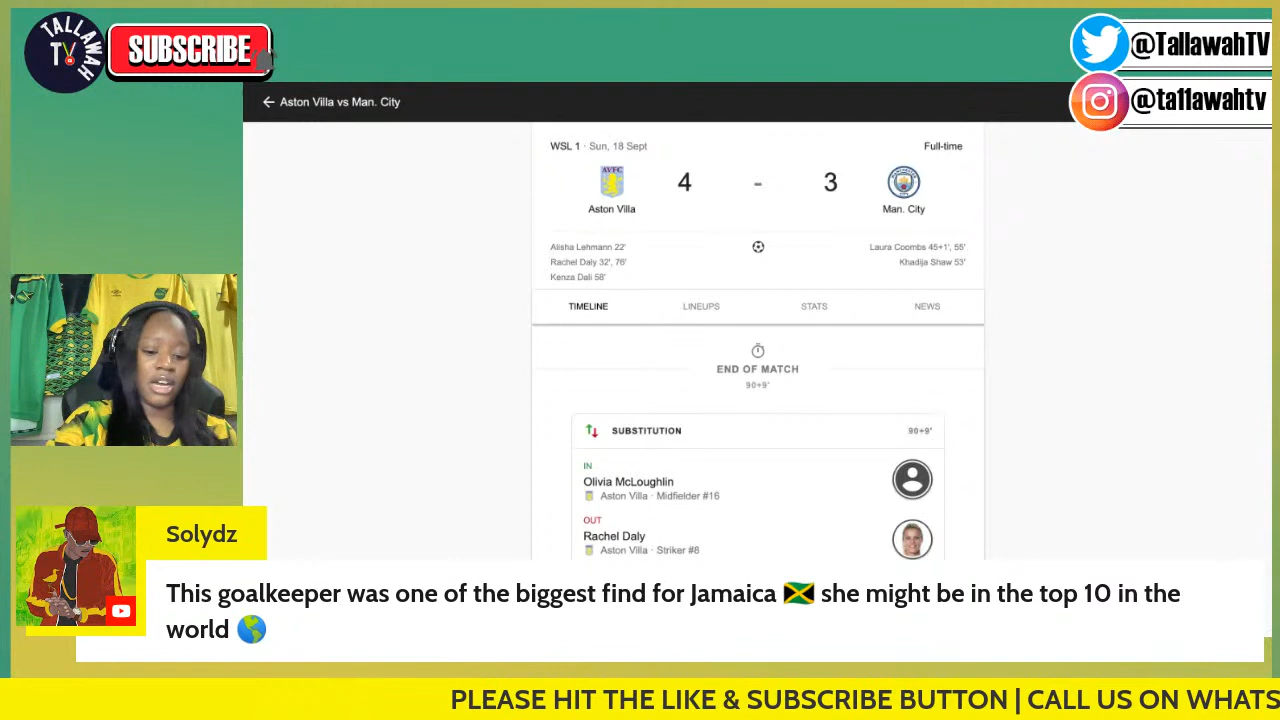 TALLAWAH
TV
SUBSCRIBE
@TallawahTV
@ta11awahtv
Aston Villa vs Man. City
WSL 1 · Sun, 18 Sept
Full-time
AVFC
4 - 3
Aston Villa
Man. City
Alisha Lehmann 22'
Rachel Daly 32', 76'
Kenza Dali 58'
Laura Coombs 45+1', 55'
Khadija Shaw 53'
TIMELINE
LINEUPS
STATS
NEWS
END OF MATCH
90+9'
SUBSTITUTION
90+9'
IN
Olivia McLoughlin
Aston Villa · Midfielder #16
OUT
Rachel Daly
Aston Villa · Striker #8
Solydz
This goalkeeper was one of the biggest find for Jamaica 🇯🇲 she might be in the top 10 in the
world 🌎
PLEASE HIT THE LIKE & SUBSCRIBE BUTTON | CALL US ON WHATS